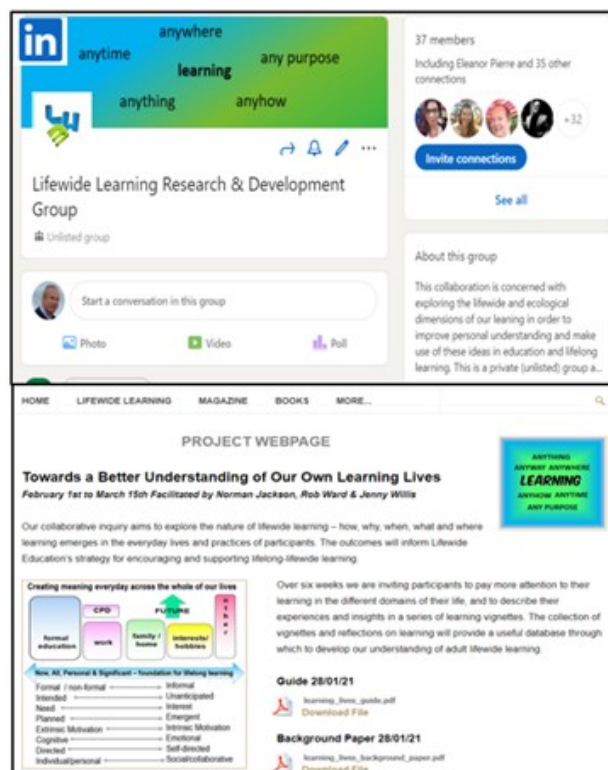 in
anywhere
anytime
any purpose
learning
anything
anyhow
Lifewide Learning Research & Development
Group
Unlisted group
Start a conversation in this group
Photo
Video
Poll
37 members
Including Eleanor Pierre and 35 other
connections
+32
Invite connections
See all
About this group
This collaboration is concerned with
exploring the lifewide and ecological
dimensions of our leaning in order to
improve personal understanding and make
use of these ideas in education and lifelong
learning. This is a private (unlisted) group a...
HOME LIFEWIDE LEARNING MAGAZINE BOOKS MORE...
PROJECT WEBPAGE
ANYTHING
ANYWAY ANYWHERE
LEARNING
ANYHOW ANYTIME
ANY PURPOSE
Towards a Better Understanding of Our Own Learning Lives
February 1st to March 15th Facilitated by Norman Jackson, Rob Ward & Jenny Willis
Our collaborative inquiry aims to explore the nature of lifewide learning – how, why, when, what and where
learning emerges in the everyday lives and practices of participants. The outcomes will inform Lifewide
Education's strategy for encouraging and supporting lifelong-lifewide learning.
Creating meaning everyday across the whole of our lives
formal
education
CPD
work
FUTURE
family /
home
interests/
hobbies
other
Now, All, Personal & Significant – foundation for lifelong learning
Formal / non-formal Informal
Intended Unanticipated
Need Interest
Planned Emergent
Extrinsic Motivation Intrinsic Motivation
Cognitive Emotional
Directed Self-directed
Individual/personal Social/collaborative
Over six weeks we are inviting participants to pay more attention to their
learning in the different domains of their life, and to describe their
experiences and insights in a series of learning vignettes. The collection of
vignettes and reflections on learning will provide a useful database through
which to develop our understanding of adult lifewide learning.
Guide 28/01/21
learning_lives_guide.pdf
Download File
Background Paper 28/01/21
learning_lives_background_paper.pdf
Download File